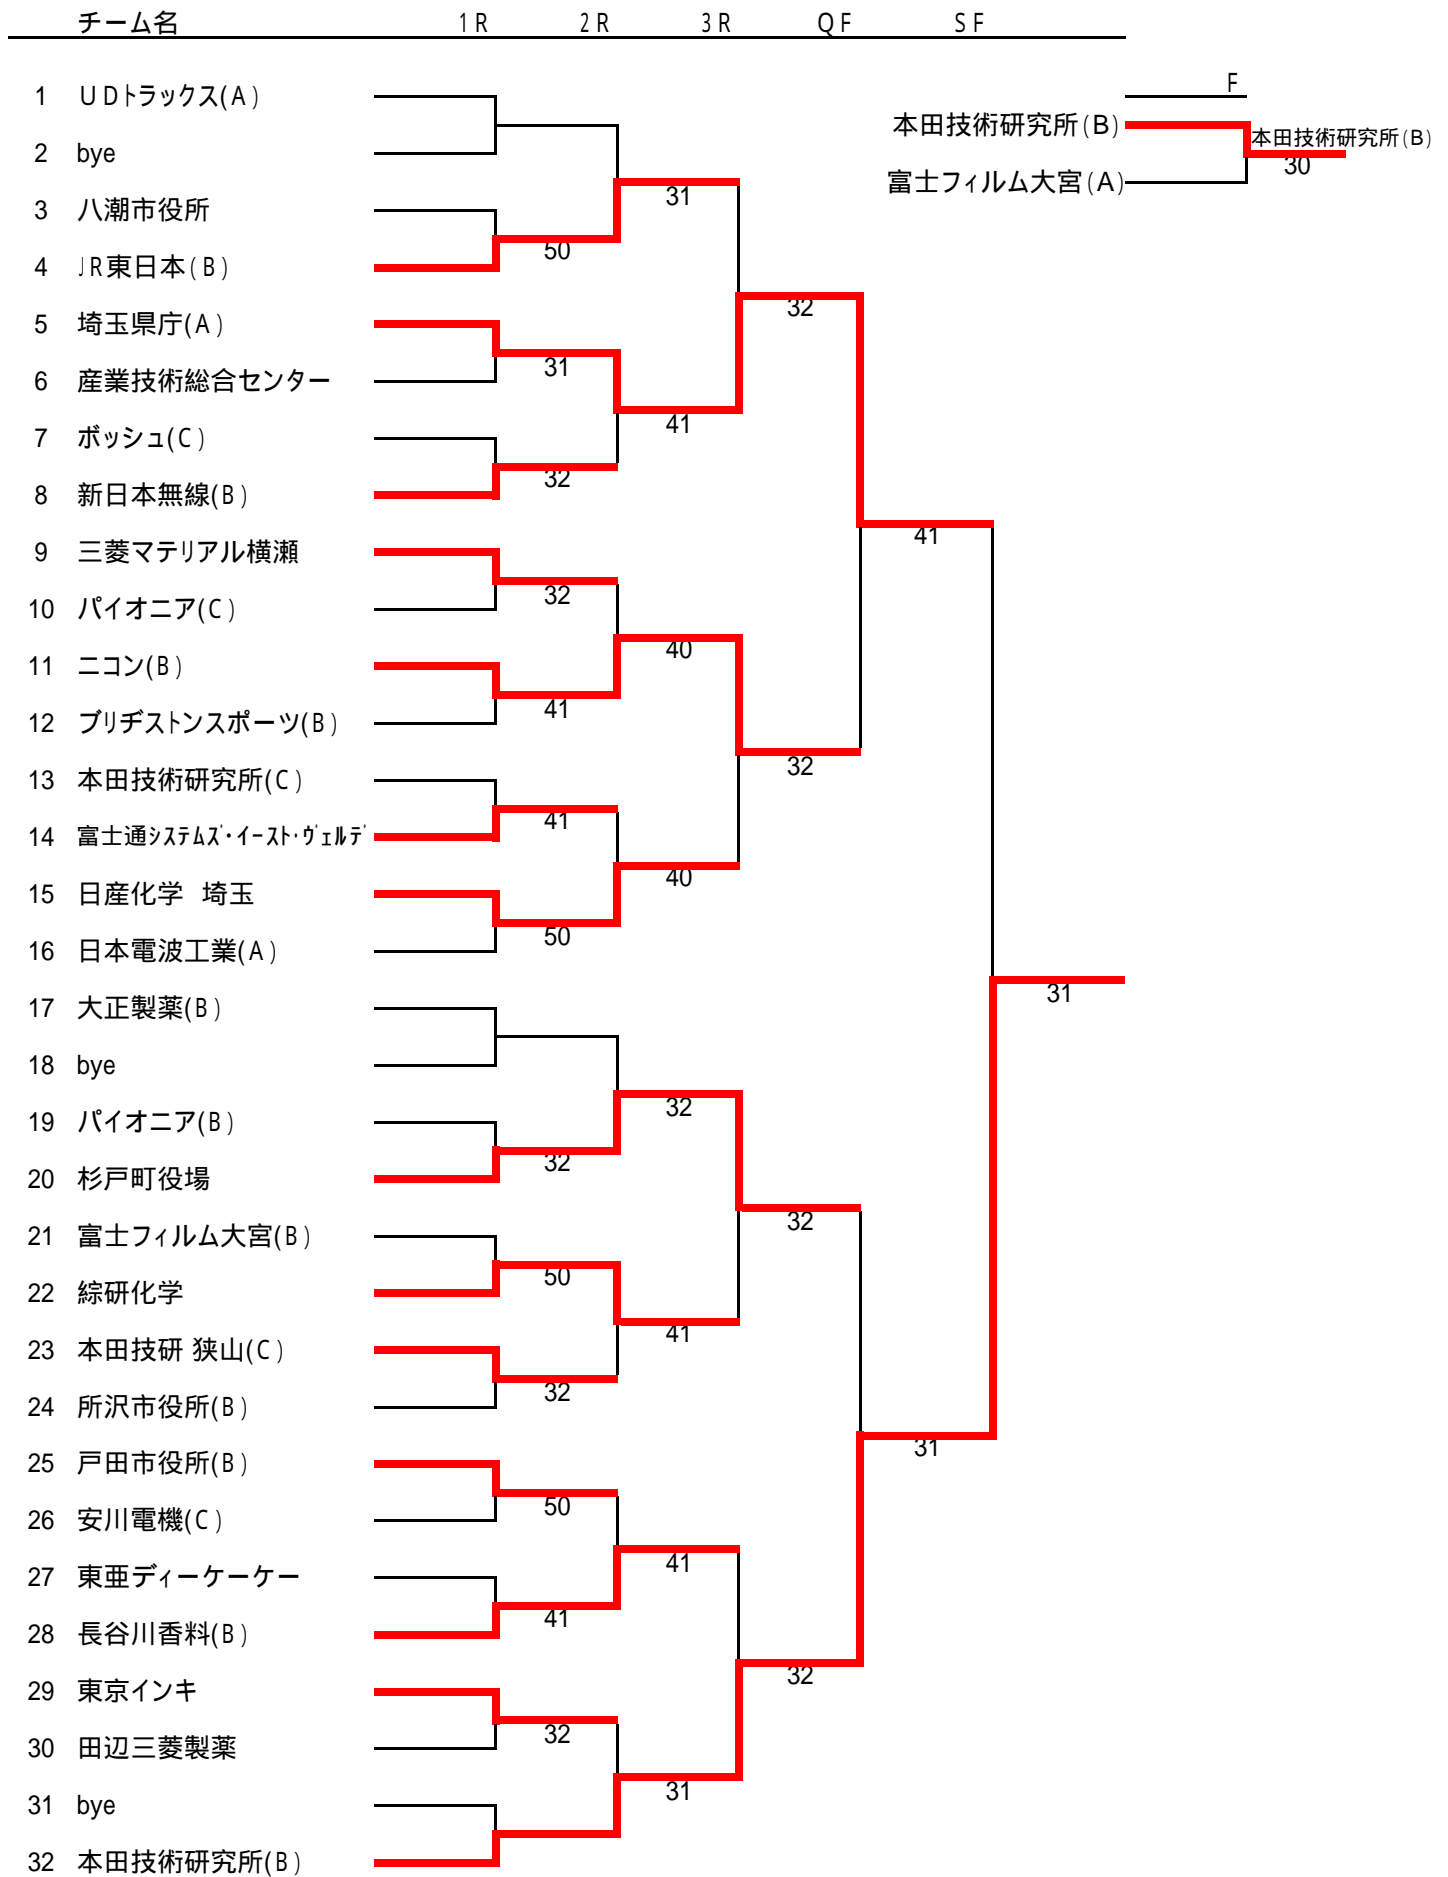 チーム名 1R 2R 3R QF SF
F
1 UDトラックス(A)
本田技術研究所(B)
本田技術研究所(B)
2 bye
30
富士フィルム大宮(A)
31
3 八潮市役所
50
4 JR東日本(B)
32
5 埼玉県庁(A)
31
6 産業技術総合センター
41
7 ボッシュ(C)
32
8 新日本無線(B)
41
9 三菱マテリアル横瀬
32
10 パイオニア(C)
40
11 ニコン(B)
41
12 ブリヂストンスポーツ(B)
32
13 本田技術研究所(C)
41
14 富士通システムズ・イースト・ヴェルデ
40
15 日産化学 埼玉
50
16 日本電波工業(A)
31
17 大正製薬(B)
18 bye
32
19 パイオニア(B)
32
20 杉戸町役場
32
21 富士フィルム大宮(B)
50
22 綜研化学
41
23 本田技研 狭山(C)
32
24 所沢市役所(B)
31
25 戸田市役所(B)
50
26 安川電機(C)
41
27 東亜ディーケーケー
41
28 長谷川香料(B)
32
29 東京インキ
32
30 田辺三菱製薬
31
31 bye
32 本田技術研究所(B)